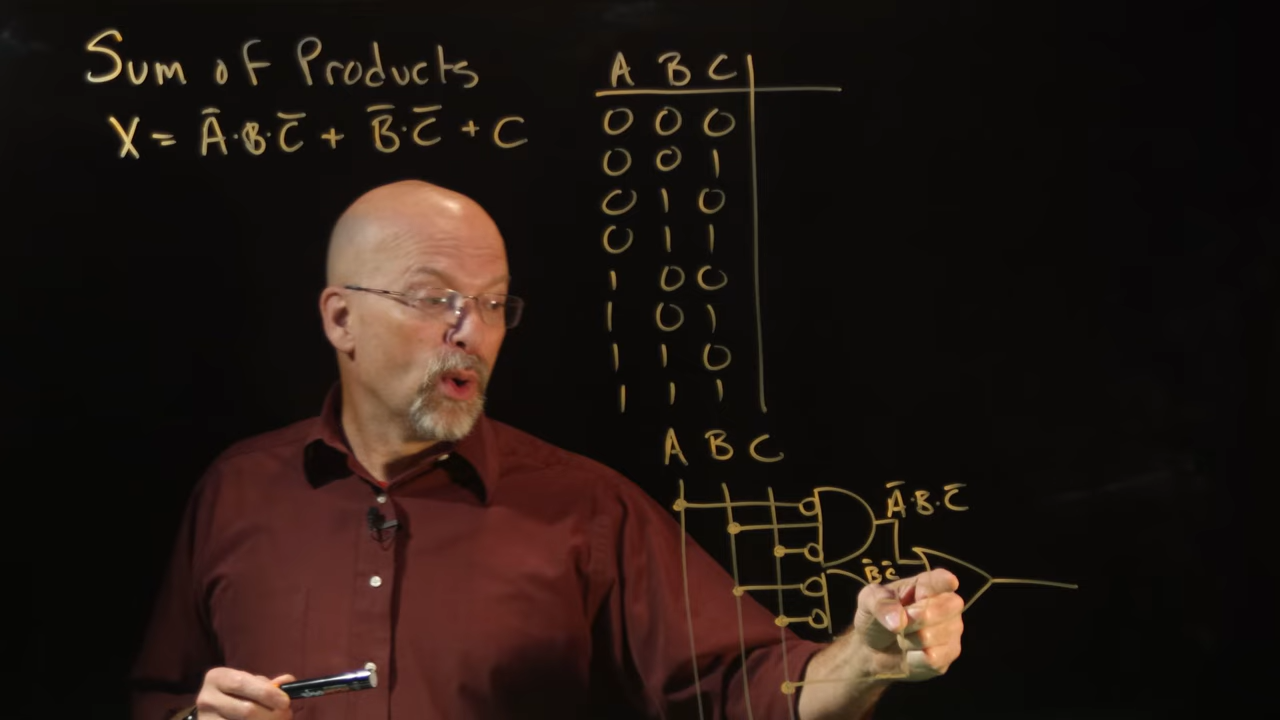 Sum of Products
X = A̅·B·C̅ + B̅·C̅ + C
A B C
0 0 0
0 0 1
0 1 0
0 1 1
1 0 0
1 0 1
1 1 0
1 1 1
A B C
A̅·B·C̅
B̅C̅